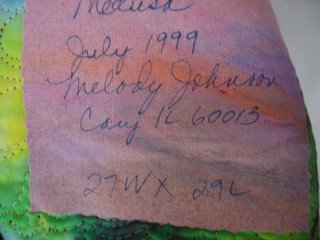 Medusa
July 1999
Melody Johnson
Cary IL 60013
27W x 29L